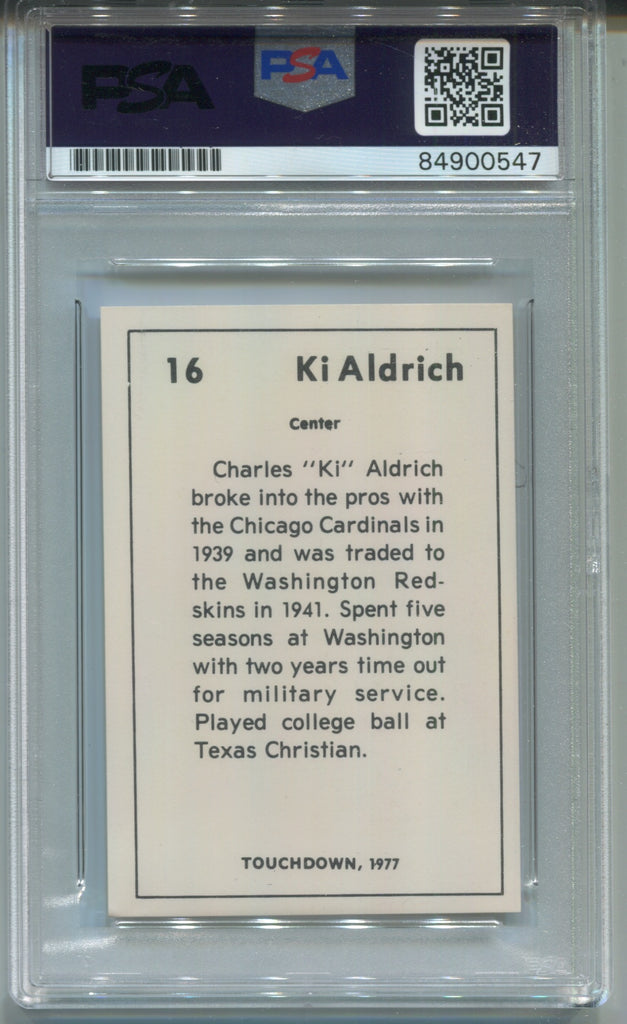 PSA
PSA
84900547
16 Ki Aldrich
Center
Charles "Ki" Aldrich
broke into the pros with
the Chicago Cardinals in
1939 and was traded to
the Washington Red-
skins in 1941. Spent five
seasons at Washington
with two years time out
for military service.
Played college ball at
Texas Christian.
TOUCHDOWN, 1977